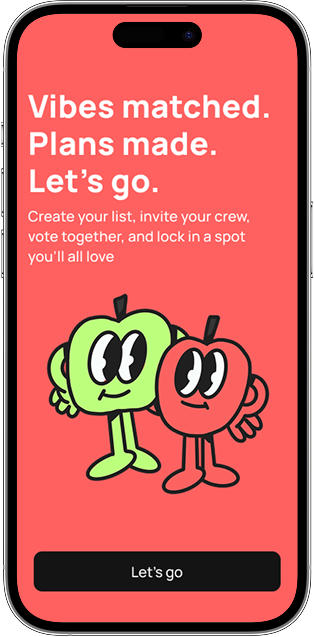 Vibes matched.
Plans made.
Let's go.
Create your list, invite your crew,
vote together, and lock in a spot
you'll all love
Let's go